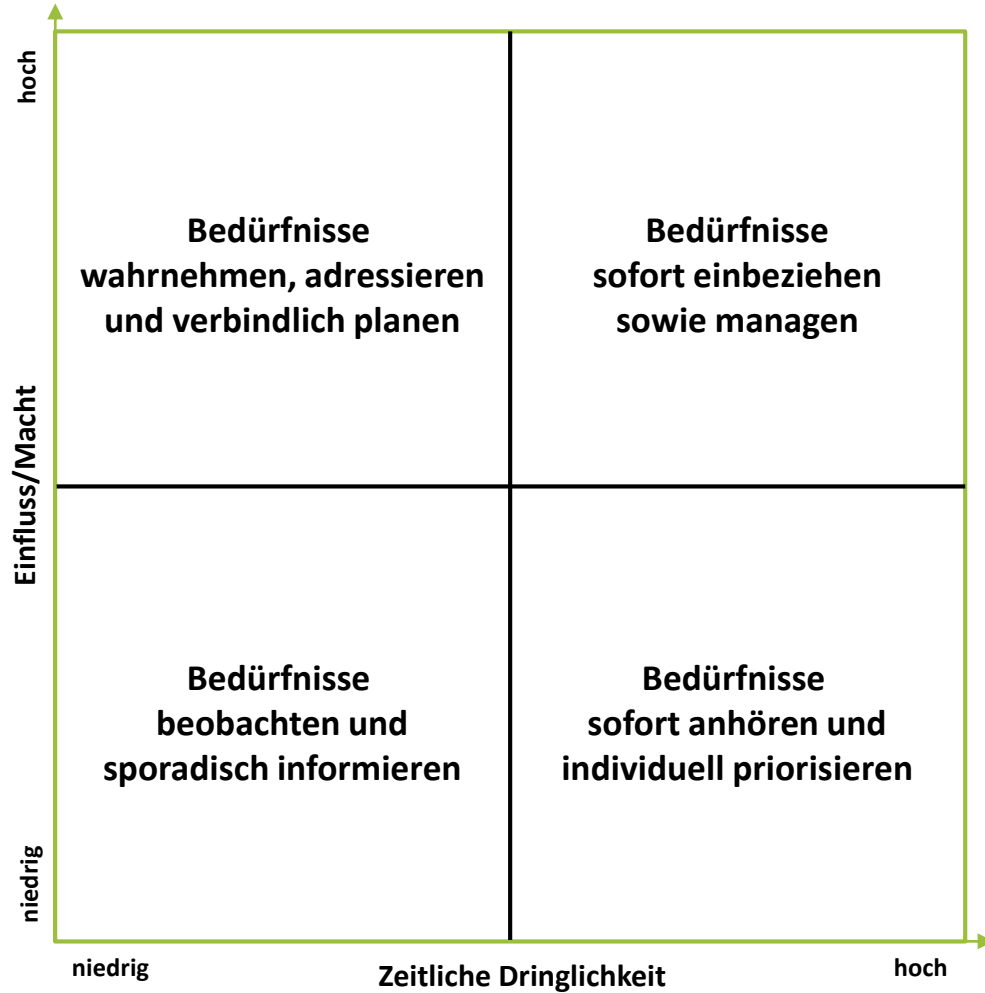 hoch
Bedürfnisse
wahrnehmen, adressieren
und verbindlich planen
Bedürfnisse
sofort einbeziehen
sowie managen
Einfluss/Macht
Bedürfnisse
beobachten und
sporadisch informieren
Bedürfnisse
sofort anhören und
individuell priorisieren
niedrig
niedrig
Zeitliche Dringlichkeit
hoch